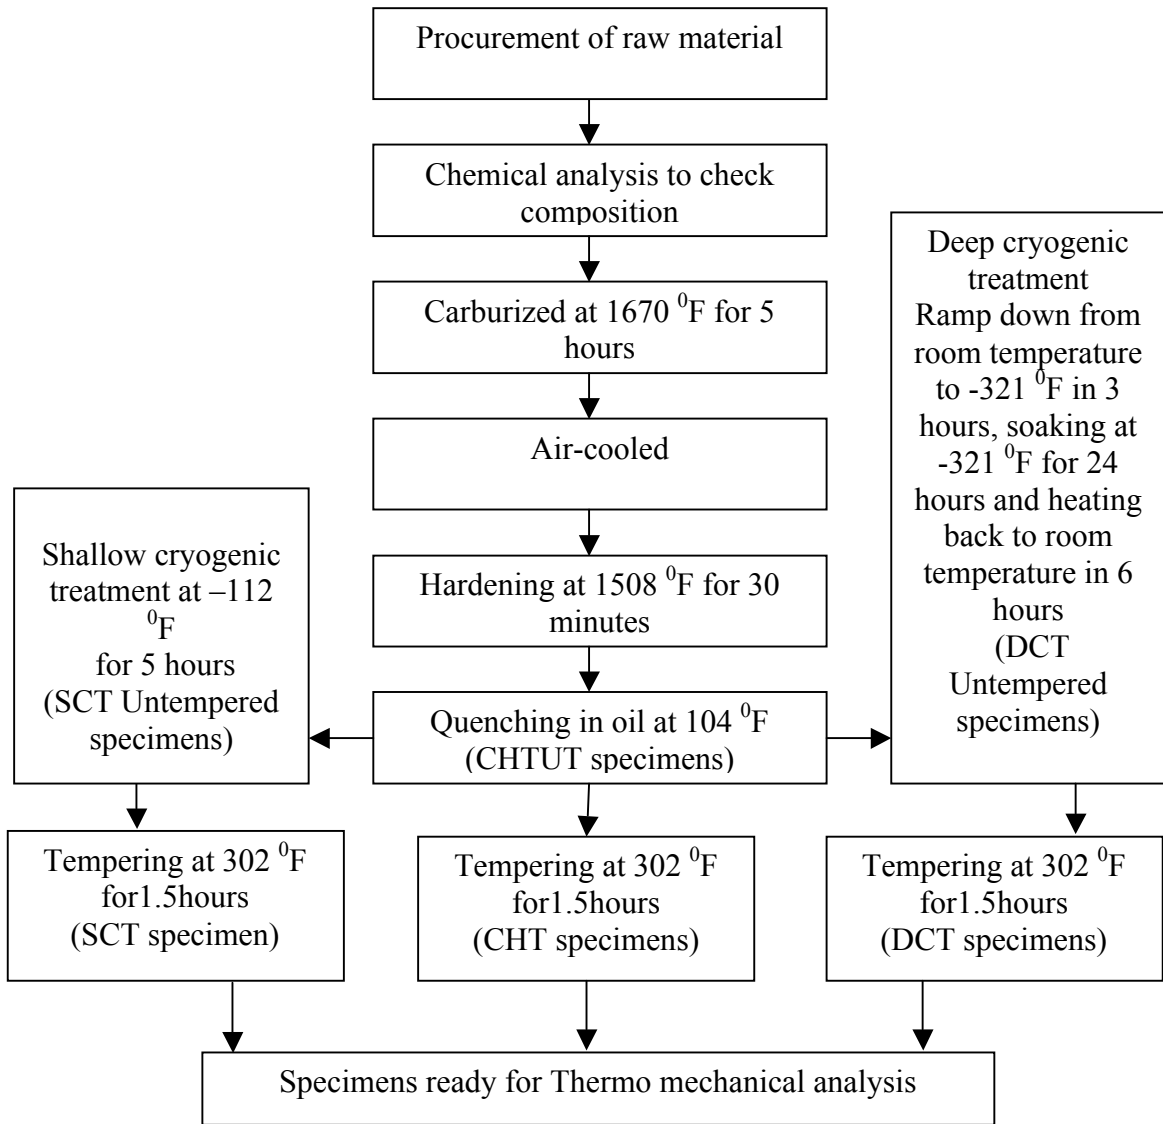 Procurement of raw material
Chemical analysis to check
composition
Carburized at 1670 ⁰F for 5
hours
Air-cooled
Hardening at 1508 ⁰F for 30
minutes
Quenching in oil at 104 ⁰F
(CHTUT specimens)
Shallow cryogenic
treatment at –112
⁰F
for 5 hours
(SCT Untempered
specimens)
Deep cryogenic
treatment
Ramp down from
room temperature
to -321 ⁰F in 3
hours, soaking at
-321 ⁰F for 24
hours and heating
back to room
temperature in 6
hours
(DCT
Untempered
specimens)
Tempering at 302 ⁰F
for1.5hours
(SCT specimen)
Tempering at 302 ⁰F
for1.5hours
(CHT specimens)
Tempering at 302 ⁰F
for1.5hours
(DCT specimens)
Specimens ready for Thermo mechanical analysis